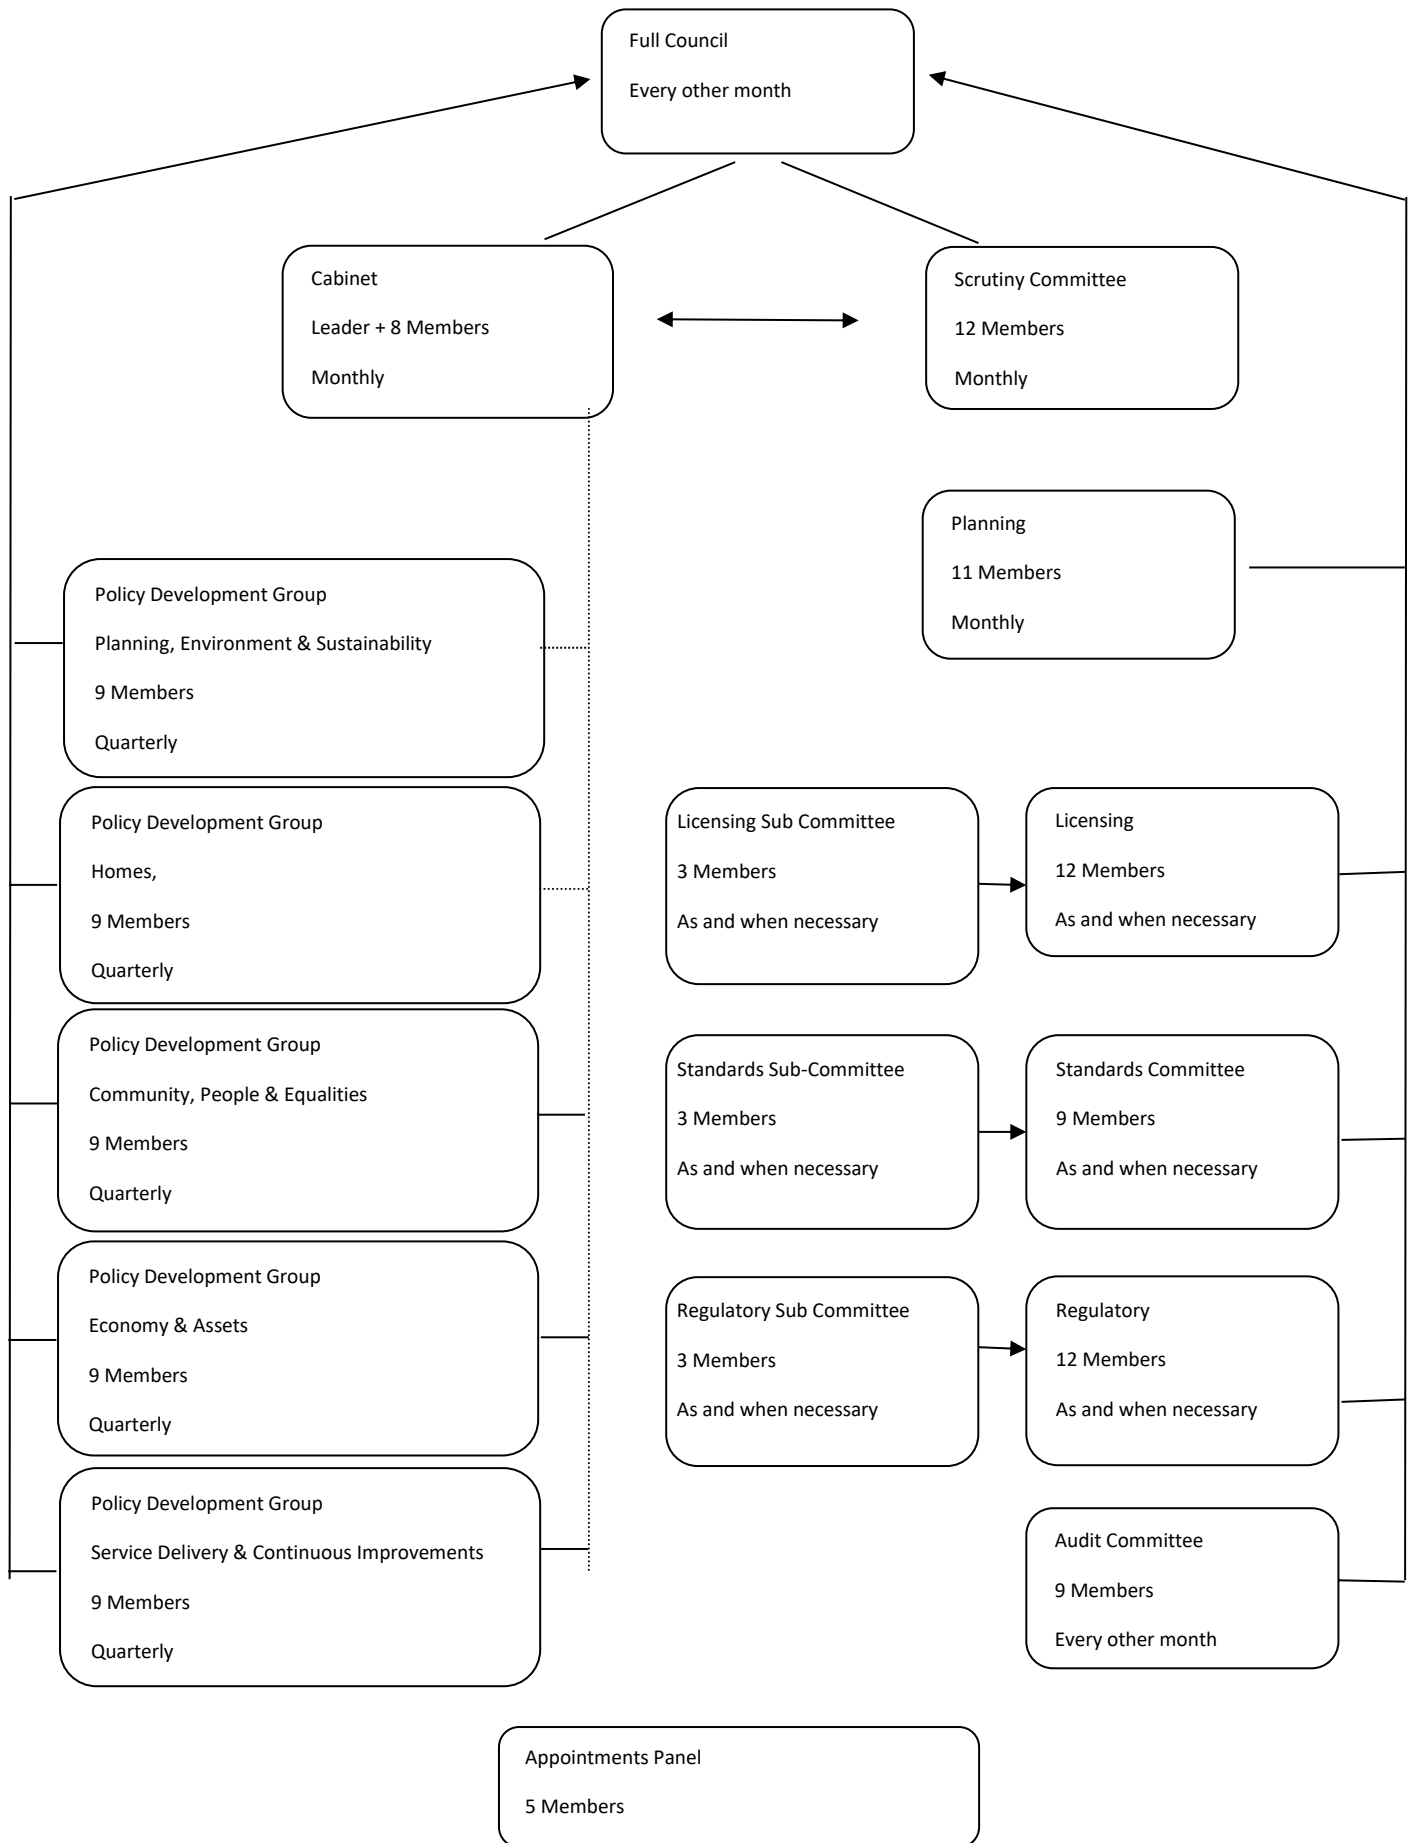 Full Council
Every other month
Cabinet
Leader + 8 Members
Monthly
Scrutiny Committee
12 Members
Monthly
Planning
11 Members
Monthly
Policy Development Group
Planning, Environment & Sustainability
9 Members
Quarterly
Policy Development Group
Homes,
9 Members
Quarterly
Licensing Sub Committee
3 Members
As and when necessary
Licensing
12 Members
As and when necessary
Policy Development Group
Community, People & Equalities
9 Members
Quarterly
Standards Sub-Committee
3 Members
As and when necessary
Standards Committee
9 Members
As and when necessary
Policy Development Group
Economy & Assets
9 Members
Quarterly
Regulatory Sub Committee
3 Members
As and when necessary
Regulatory
12 Members
As and when necessary
Policy Development Group
Service Delivery & Continuous Improvements
9 Members
Quarterly
Audit Committee
9 Members
Every other month
Appointments Panel
5 Members